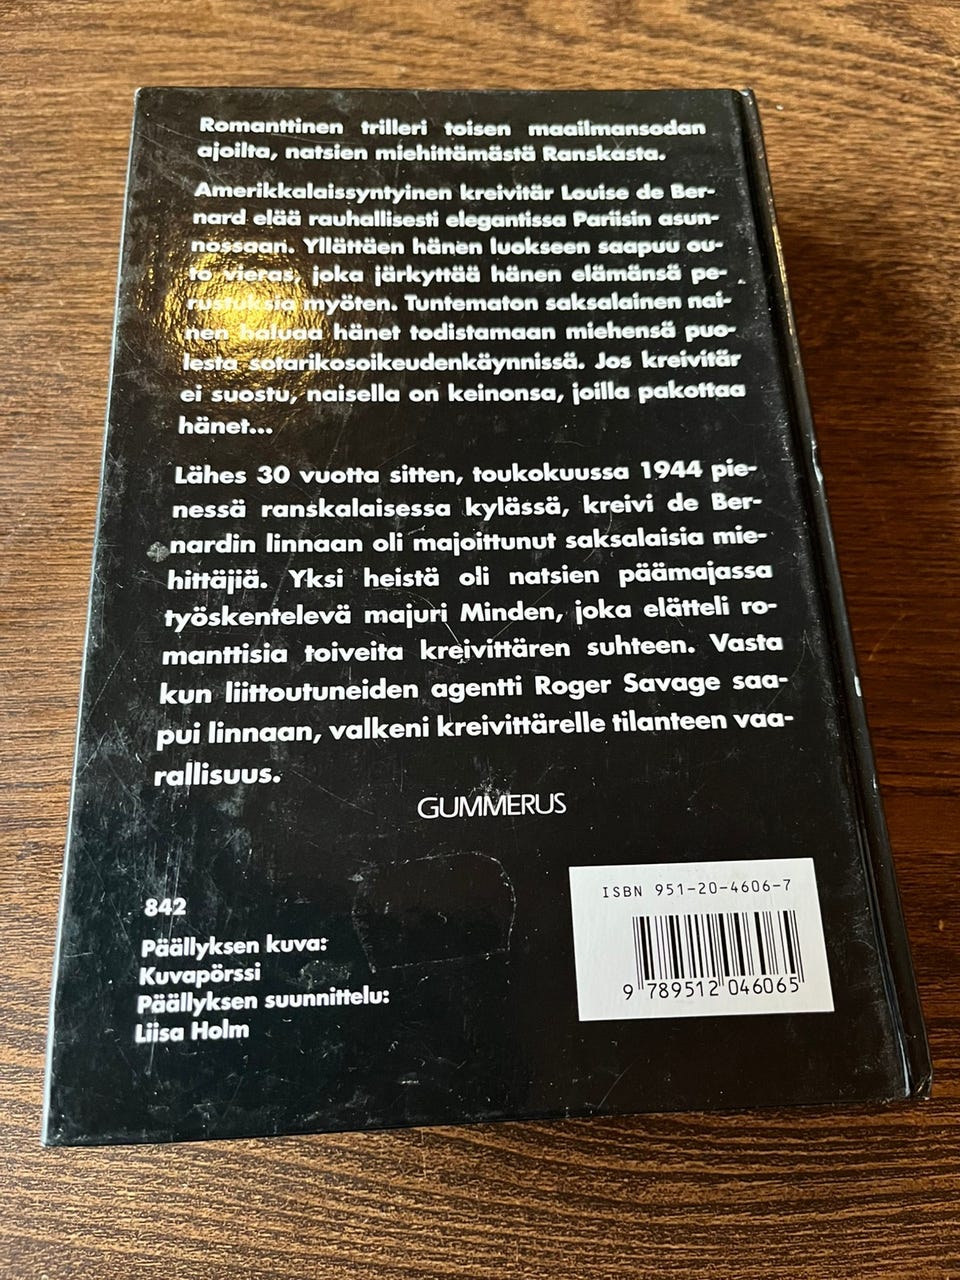 Romanttinen trilleri toisen maailmansodan
ajoilta, natsien miehittämästä Ranskasta.
Amerikkalaissyntyinen kreivitär Louise de Ber-
nard elää rauhallisesti elegantissa Pariisin asun-
nossaan. Yllättäen hänen luokseen saapuu ou-
to vieras, joka järkyttää hänen elämänsä pe-
rustuksia myöten. Tuntematon saksalainen nai-
nen haluaa hänet todistamaan miehensä puo-
lesta sotarikosoikeudenkäynnissä. Jos kreivitär
ei suostu, naisella on keinonsa, joilla pakottaa
hänet...
Lähes 30 vuotta sitten, toukokuussa 1944 pie-
nessä ranskalaisessa kylässä, kreivi de Ber-
nardin linnaan oli majoittunut saksalaisia mie-
hittäjiä. Yksi heistä oli natsien päämajassa
työskentelevä majuri Minden, joka elätteli ro-
manttisia toiveita kreivittären suhteen. Vasta
kun liittoutuneiden agentti Roger Savage saa-
pui linnaan, valkeni kreivittärelle tilanteen vaa-
rallisuus.
GUMMERUS
ISBN 951-20-4606-7
9 789512 046065
842
Päällyksen kuva:
Kuvapörssi
Päällyksen suunnittelu:
Liisa Holm